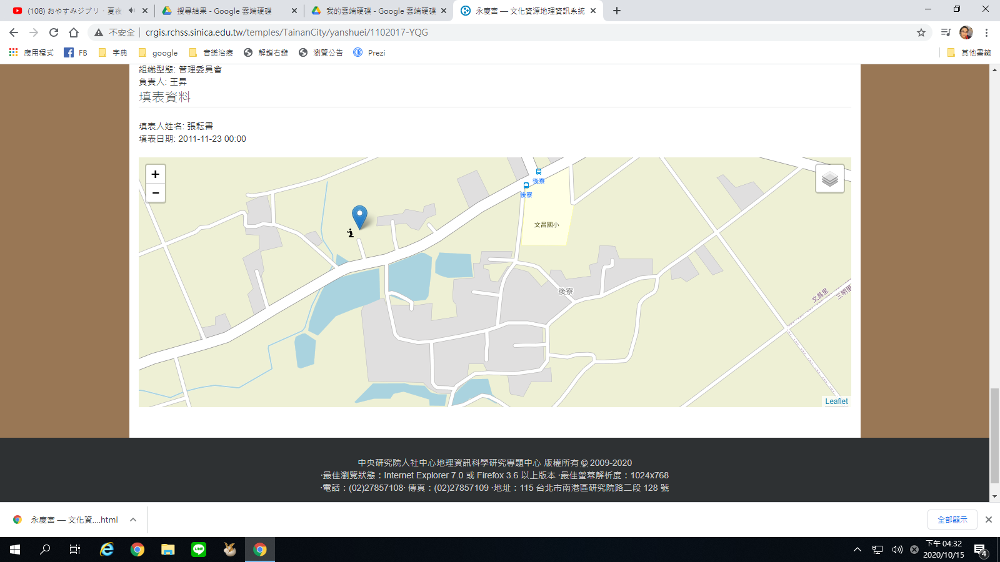 (108) おやすみジブリ・夏夜
搜尋結果 - Google 雲端硬碟
我的雲端硬碟 - Google 雲端硬碟
永慶宮 — 文化資源地理資訊系統
不安全
crgis.rchss.sinica.edu.tw/temples/TainanCity/yanshuei/1102017-YQG
應用程式
FB
字典
google
音樂治療
解鎖右鍵
瀏覽公告
Prezi
其他書籤
組織型態: 管理委員會
負責人: 王昇
填表資料
填表人姓名: 張耘書
填表日期: 2011-11-23 00:00
+
−
後寮
後寮
文昌國小
後寮
文昌里
三明里
Leaflet
中央研究院人社中心地理資訊科學研究專題中心 版權所有 © 2009-2020
·最佳瀏覽狀態：Internet Explorer 7.0 或 Firefox 3.6 以上版本 ·最佳螢幕解析度：1024x768
·電話：(02)27857108· 傳真：(02)27857109 ·地址：115 台北市南港區研究院路二段 128 號
永慶宮 — 文化資....html
全部顯示
下午 04:32
2020/10/15
4